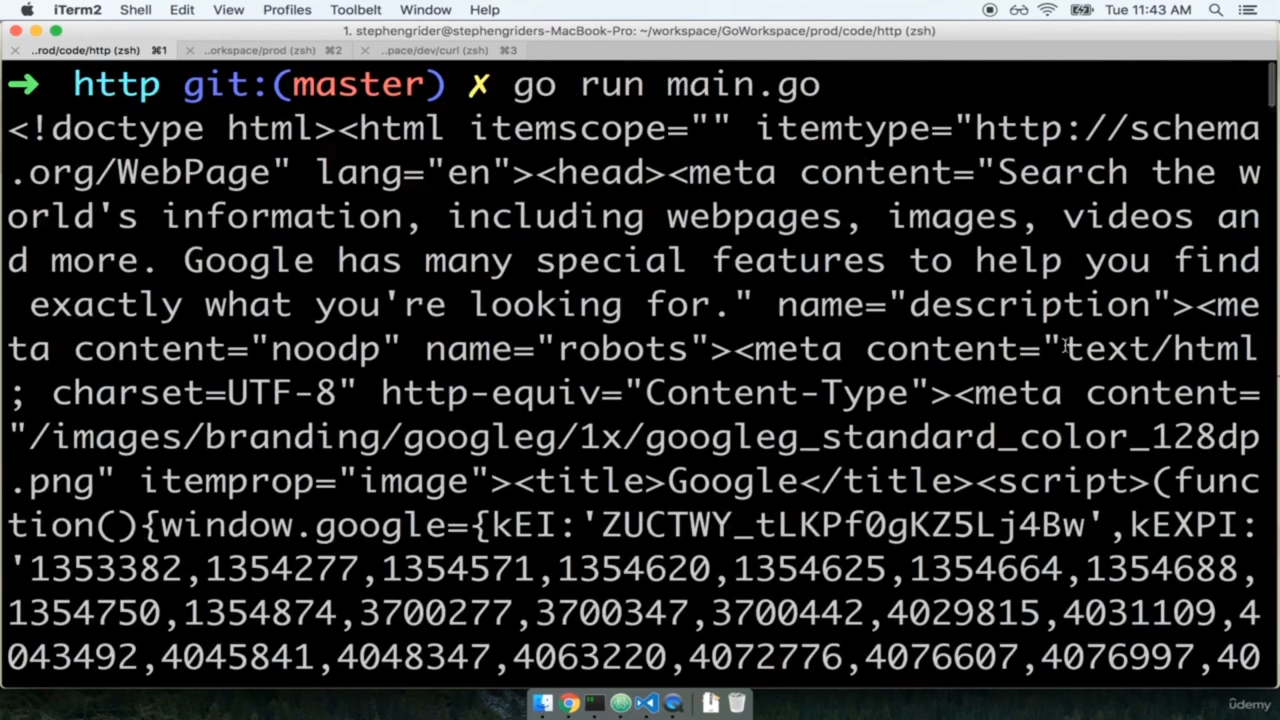 iTerm2 Shell Edit View Profiles Toolbelt Window Help Tue 11:43 AM
1. stephengrider@stephengriders-MacBook-Pro: ~/workspace/GoWorkspace/prod/code/http (zsh)
..rod/code/http (zsh) ⌘1 ..orkspace/prod (zsh) ⌘2 ..pace/dev/curl (zsh) ⌘3
➜ http git:(master) ✗ go run main.go
<!doctype html><html itemscope="" itemtype="http://schema
.org/WebPage" lang="en"><head><meta content="Search the w
orld's information, including webpages, images, videos an
d more. Google has many special features to help you find
exactly what you're looking for." name="description"><me
ta content="noodp" name="robots"><meta content="text/html
; charset=UTF-8" http-equiv="Content-Type"><meta content=
"/images/branding/googleg/1x/googleg_standard_color_128dp
.png" itemprop="image"><title>Google</title><script>(func
tion(){window.google={kEI:'ZUCTWY_tLKPf0gKZ5Lj4Bw',kEXPI:
'1353382,1354277,1354571,1354620,1354625,1354664,1354688,
1354750,1354874,3700277,3700347,3700442,4029815,4031109,4
043492,4045841,4048347,4063220,4072776,4076607,4076997,40
ûdemy